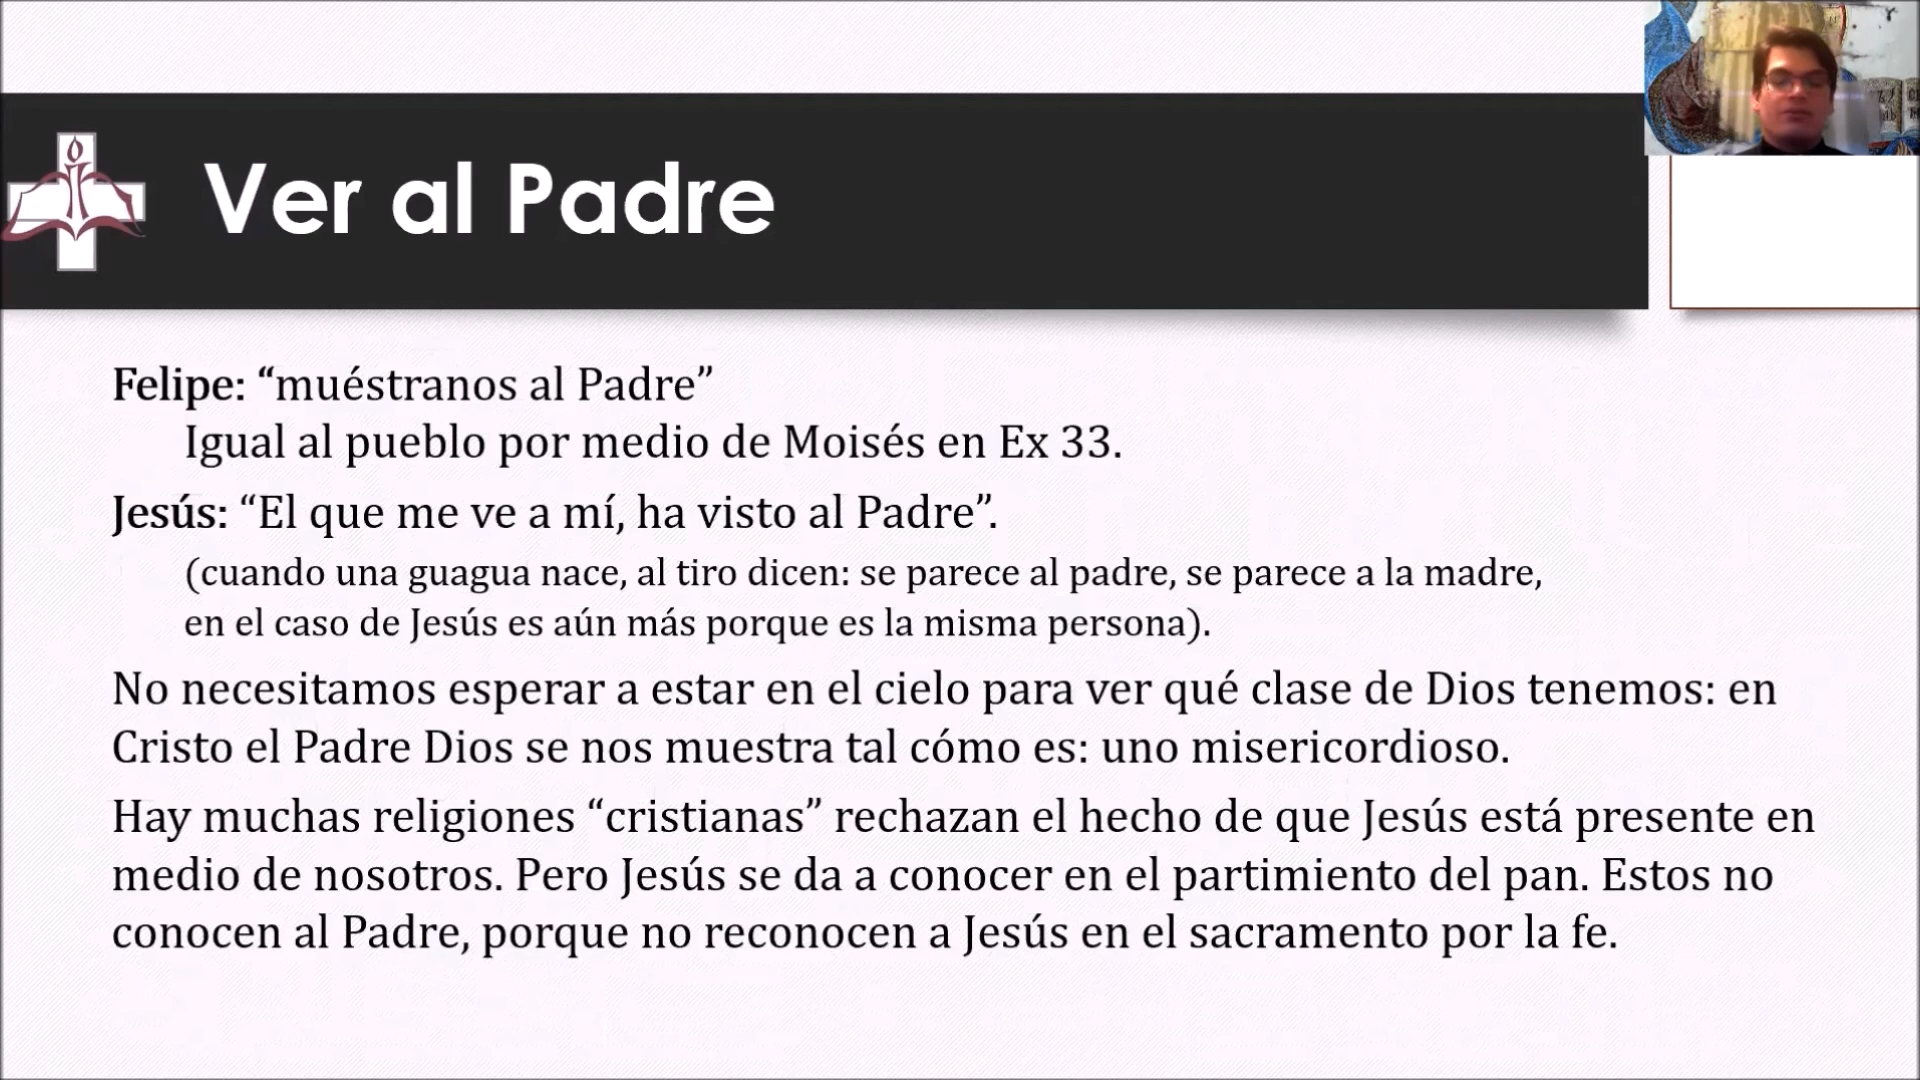 Ver al Padre
Felipe: “muéstranos al Padre”
Igual al pueblo por medio de Moisés en Ex 33.
Jesús: “El que me ve a mí, ha visto al Padre”.
(cuando una guagua nace, al tiro dicen: se parece al padre, se parece a la madre,
en el caso de Jesús es aún más porque es la misma persona).
No necesitamos esperar a estar en el cielo para ver qué clase de Dios tenemos: en
Cristo el Padre Dios se nos muestra tal cómo es: uno misericordioso.
Hay muchas religiones “cristianas” rechazan el hecho de que Jesús está presente en
medio de nosotros. Pero Jesús se da a conocer en el partimiento del pan. Estos no
conocen al Padre, porque no reconocen a Jesús en el sacramento por la fe.